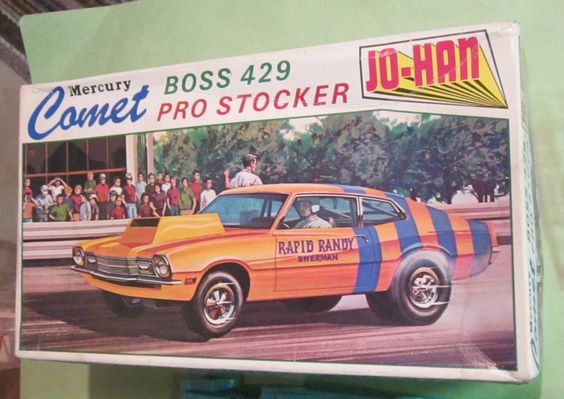 Mercury
Comet
BOSS 429
PRO STOCKER
JO-HAN
RAPID RANDY
SHERMAN